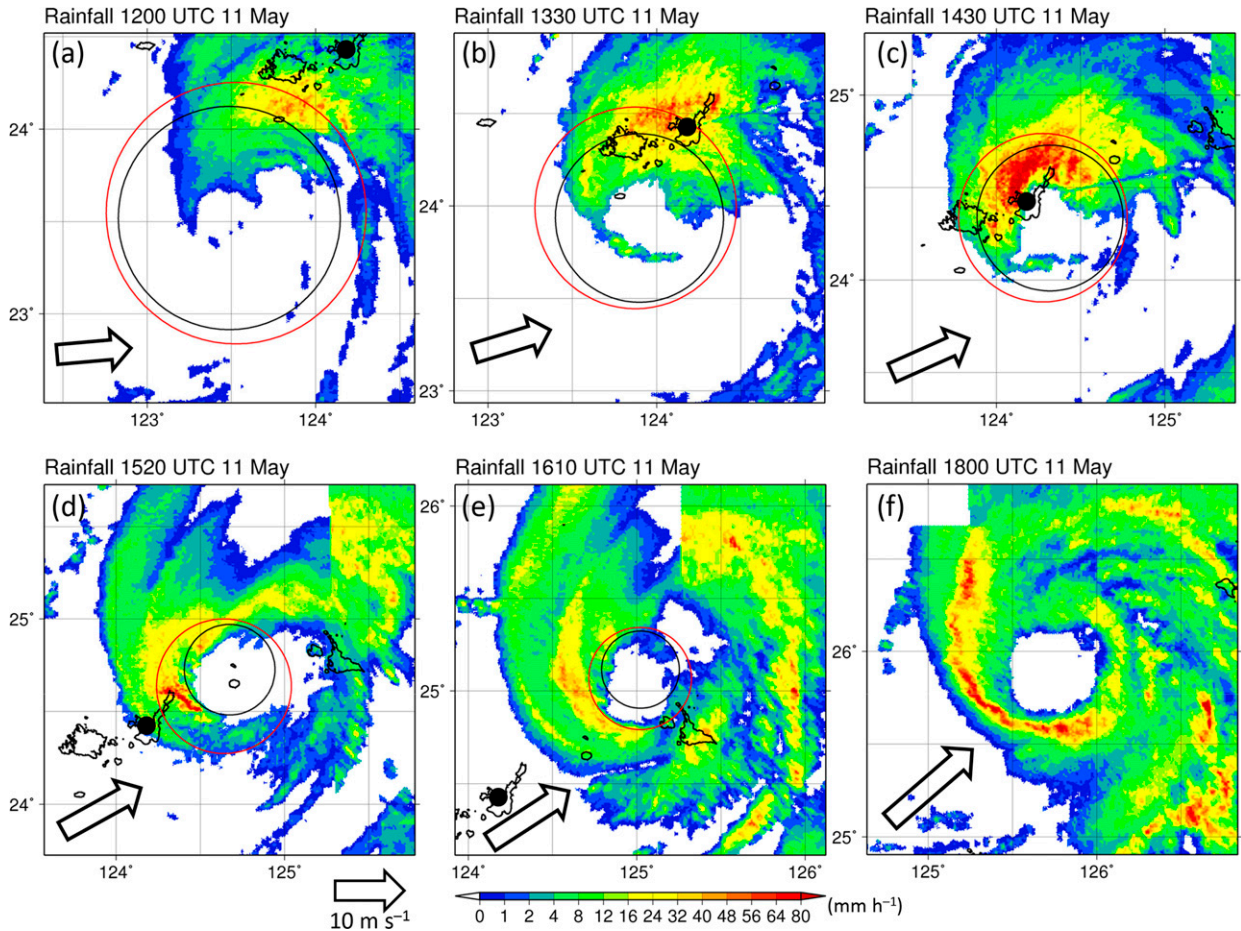 Rainfall 1200 UTC 11 May
Rainfall 1330 UTC 11 May
Rainfall 1430 UTC 11 May
(a)
(b)
(c)
24˚
23˚
24˚
23˚
25˚
24˚
123˚
124˚
123˚
124˚
124˚
125˚
Rainfall 1520 UTC 11 May
Rainfall 1610 UTC 11 May
Rainfall 1800 UTC 11 May
(d)
(e)
(f)
25˚
24˚
26˚
25˚
26˚
25˚
124˚
125˚
124˚
125˚
126˚
125˚
126˚
10 m s⁻¹
0 1 2 4 8 12 16 24 32 40 48 56 64 80
(mm h⁻¹)